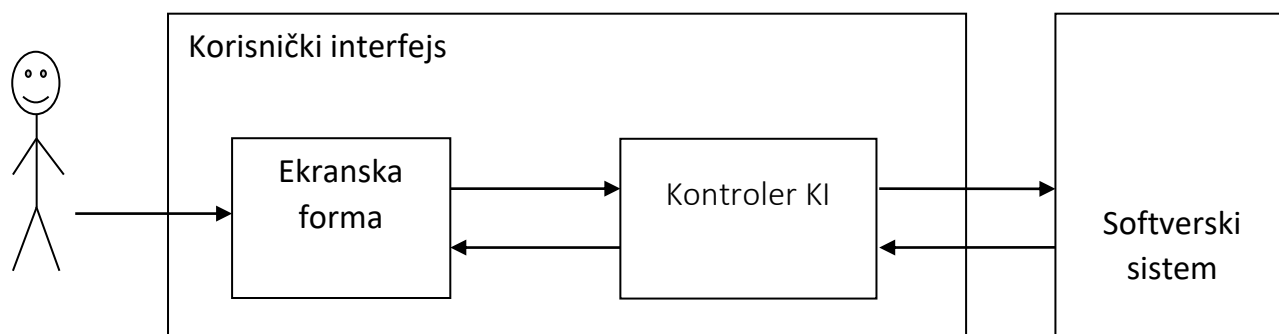 Korisnički interfejs
Ekranska
forma
Kontroler KI
Softverski
sistem